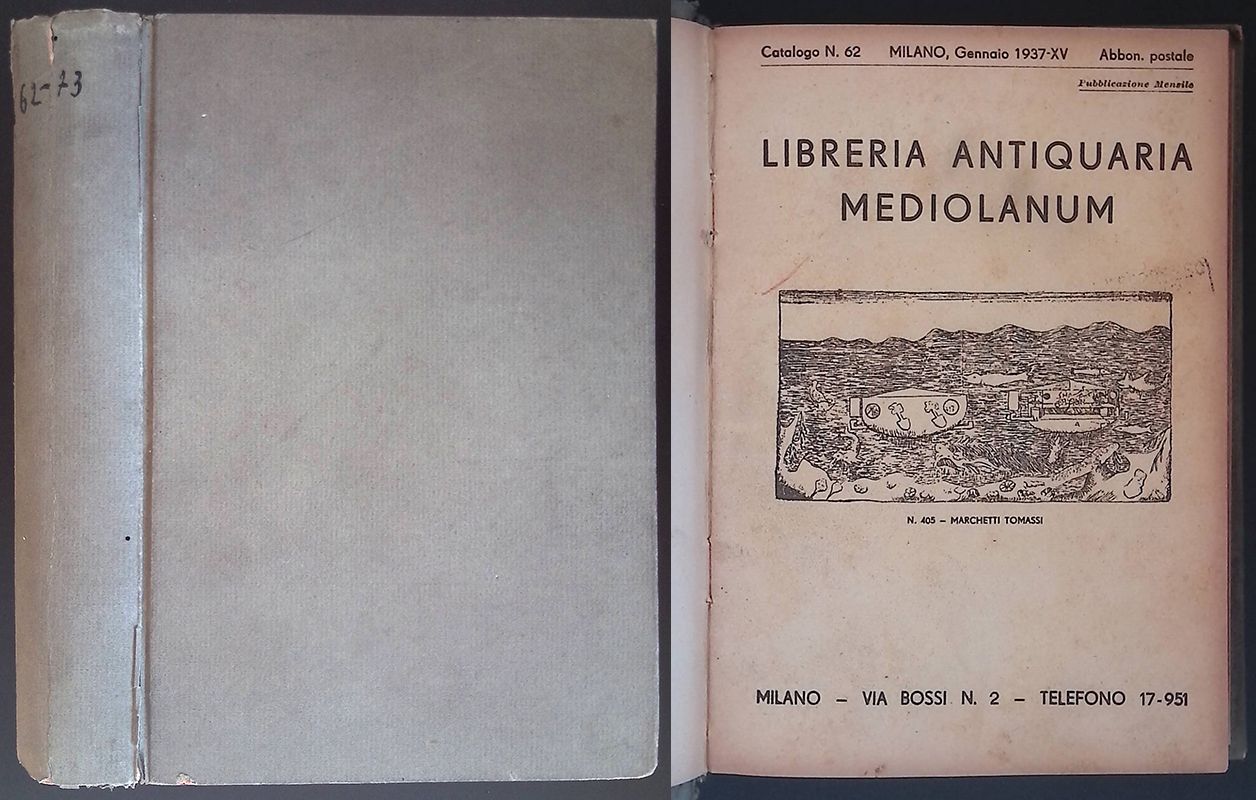 62-73
Catalogo N. 62 MILANO, Gennaio 1937-XV Abbon. postale
Pubblicazione Mensile
LIBRERIA ANTIQUARIA
MEDIOLANUM
N. 405 – MARCHETTI TOMASSI
MILANO – VIA BOSSI N. 2 – TELEFONO 17-951